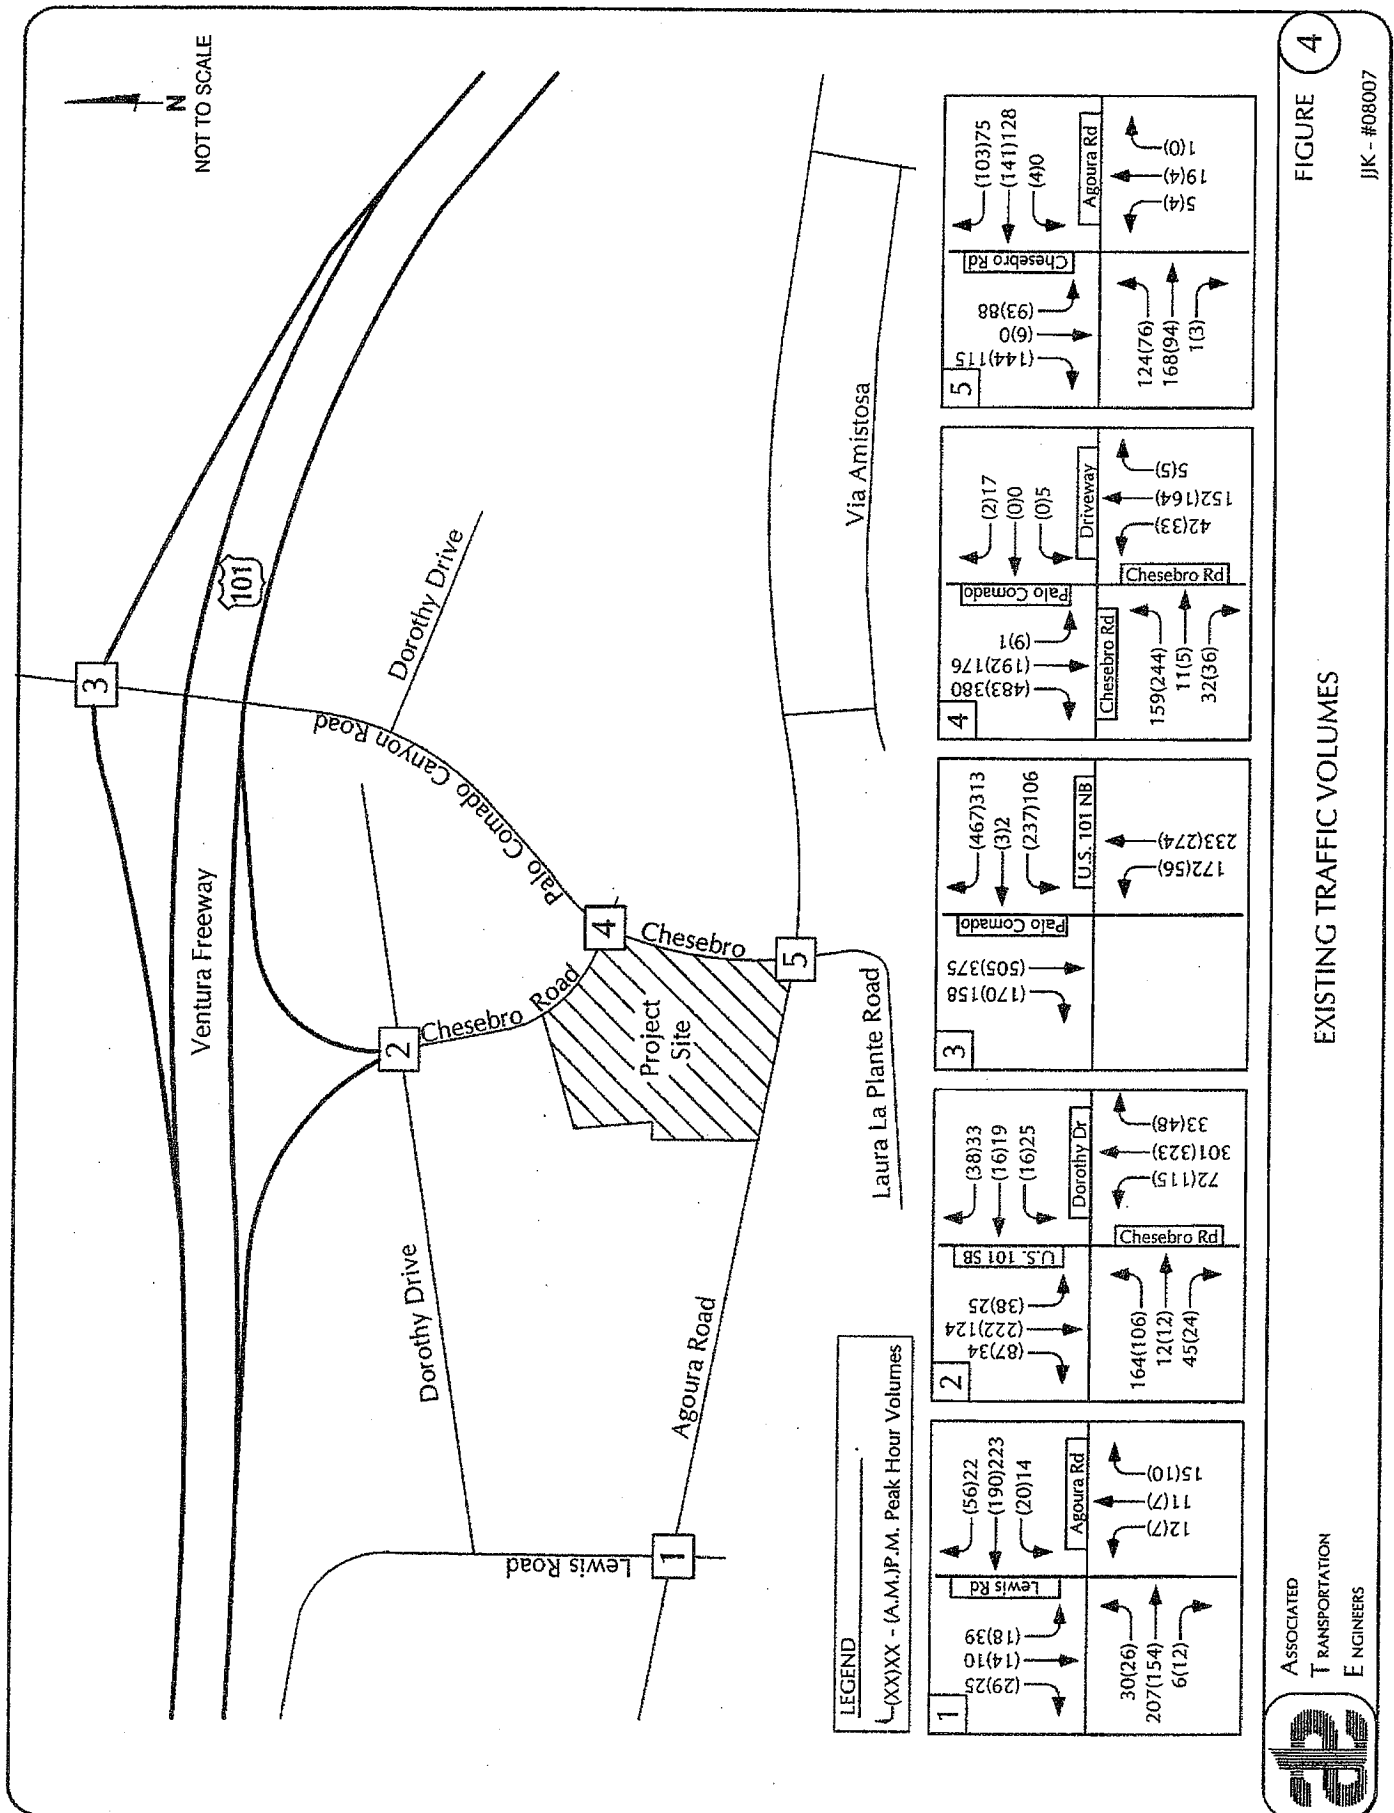 N
NOT TO SCALE
3
101
Ventura Freeway
Palo Comado Canyon Road
Dorothy Drive
Dorothy Drive
2
Chesebro Road
4
Chesebro
Project
Site
5
Via Amistosa
Laura La Plante Road
Agoura Road
Lewis Road
1
LEGEND
(XX)XX - (A.M.)P.M. Peak Hour Volumes
1
(29)25
(14)10
(18)39
Lewis Rd
(56)22
(190)223
(20)14
Agoura Rd
30(26)
207(154)
6(12)
12(7)
11(7)
15(10)
2
(87)34
(222)124
(38)25
U.S. 101 SB
(38)33
(16)19
(16)25
Dorothy Dr
164(106)
12(12)
45(24)
Chesebro Rd
72(115)
301(323)
33(48)
3
(170)158
(505)375
Palo Comado
(467)313
(3)2
(237)106
U.S. 101 NB
172(56)
233(274)
4
(483)380
(192)176
(9)1
Palo Comado
(2)17
(0)0
(0)5
Driveway
Chesebro Rd
159(244)
11(5)
32(36)
Chesebro Rd
42(33)
152(164)
5(5)
5
(144)115
(6)0
(93)88
Chesebro Rd
(103)75
(141)128
(4)0
Agoura Rd
124(76)
168(94)
1(3)
5(4)
19(4)
1(0)
ASSOCIATED
TRANSPORTATION
ENGINEERS
EXISTING TRAFFIC VOLUMES
FIGURE 4
JJK - #08007